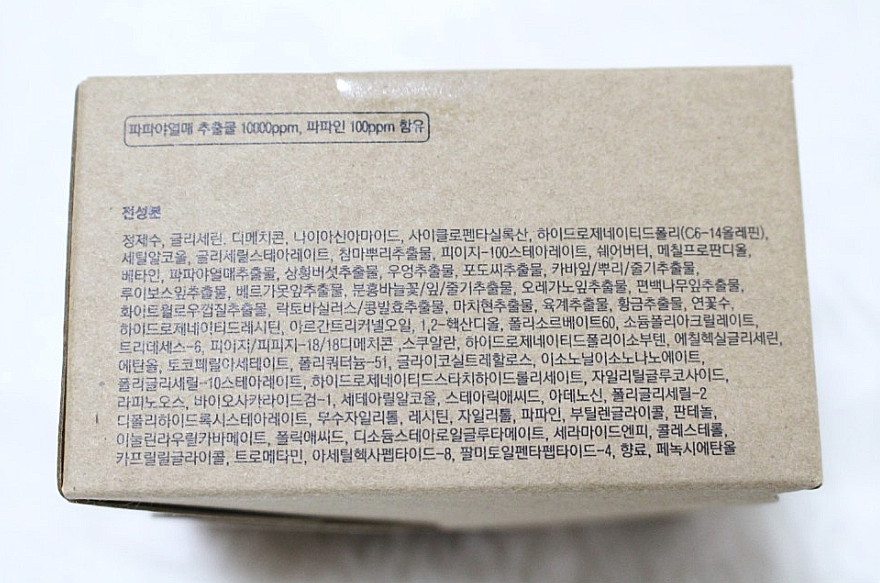 파파야열매 추출물 10000ppm, 파파인 100ppm 함유
전성분
정제수, 글리세린, 디메치콘, 나이아신아마이드, 사이클로펜타실록산, 하이드로제네이티드폴리(C6-14올레핀),
세틸알코올, 글리세릴스테아레이트, 참마뿌리추출물, 피이지-100스테아레이트, 쉐어버터, 메칠프로판디올,
베타인, 파파야열매추출물, 상황버섯추출물, 우엉추출물, 포도씨추출물, 카바잎/뿌리/줄기추출물,
루이보스잎추출물, 베르가못잎추출물, 분홍바늘꽃/잎/줄기추출물, 오레가노잎추출물, 편백나무잎추출물,
화이트윌로우껍질추출물, 락토바실러스/콩발효추출물, 마치현추출물, 육계추출물, 황금추출물, 연꽃수,
하이드로제네이티드레시틴, 아르간트리커넬오일, 1,2-헥산디올, 폴리소르베이트60, 소듐폴리아크릴레이트,
트리데세스-6, 피이지/피피지-18/18디메치콘, 스쿠알란, 하이드로제네이티드폴리이소부텐, 에칠헥실글리세린,
에탄올, 토코페릴아세테이트, 폴리쿼터늄-51, 글라이코실트레할로스, 이소노닐이소노나노에이트,
폴리글리세릴-10스테아레이트, 하이드로제네이티드스타치하이드롤리세이트, 자일리틸글루코사이드,
라피노오스, 바이오사카라이드검-1, 세테아릴알코올, 스테아릭애씨드, 아데노신, 폴리글리세릴-2
디폴리하이드록시스테아레이트, 무수자일리톨, 레시틴, 자일리톨, 파파인, 부틸렌글라이콜, 판테놀,
이눌린라우릴카바메이트, 폴릭애씨드, 디소듐스테아로일글루타메이트, 세라마이드엔피, 콜레스테롤,
카프릴릴글라이콜, 트로메타민, 아세틸헥사펩타이드-8, 팔미토일펜타펩타이드-4, 향료, 페녹시에탄올